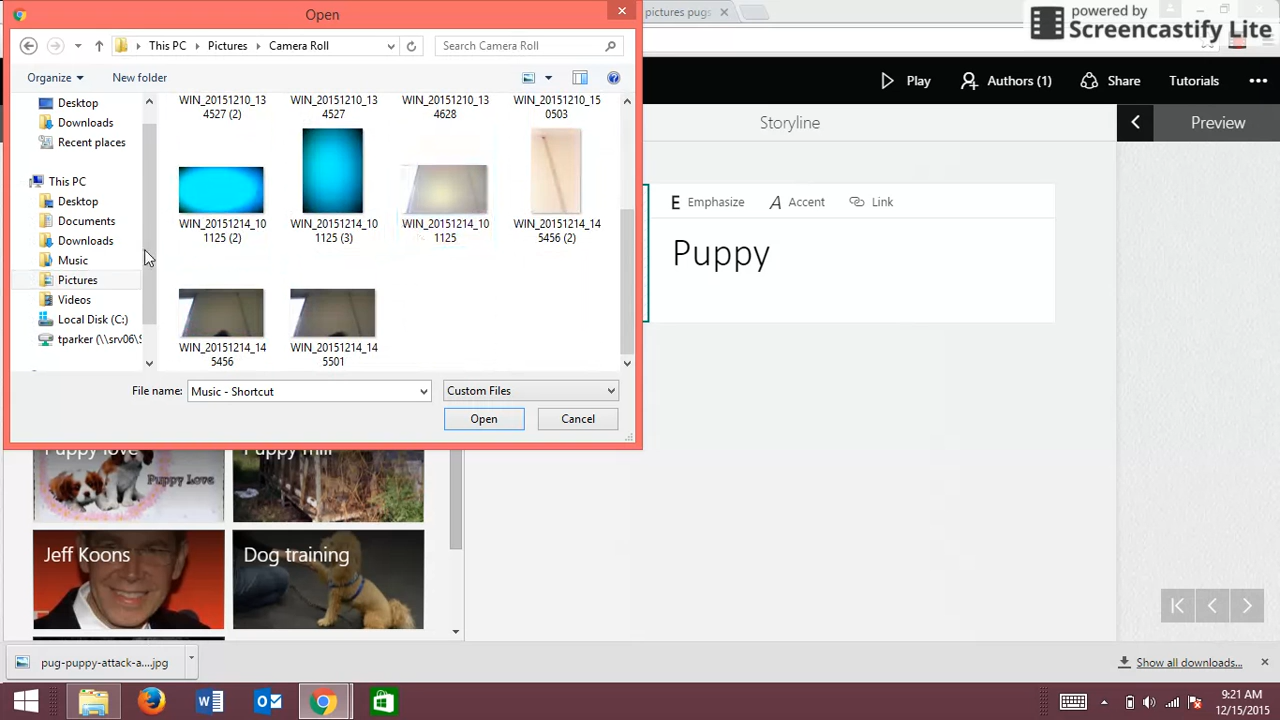 Open
pictures pugs
powered by
Screencastify Lite
This PC
Pictures
Camera Roll
Search Camera Roll
Organize
New folder
Play
Authors (1)
Share
Tutorials
Desktop
Downloads
Recent places
This PC
Desktop
Documents
Downloads
Music
Pictures
Videos
Local Disk (C:)
tparker (\\srv06\S
WIN_20151210_13
4527 (2)
WIN_20151210_13
4527
WIN_20151210_13
4628
WIN_20151210_15
0503
WIN_20151214_10
1125 (2)
WIN_20151214_10
1125 (3)
WIN_20151214_10
1125
WIN_20151214_14
5456 (2)
WIN_20151214_14
5456
WIN_20151214_14
5501
File name:
Music - Shortcut
Custom Files
Open
Cancel
Storyline
Preview
E Emphasize
A Accent
Link
Puppy
Puppy love
Puppy Love
Puppy mill
Jeff Koons
Dog training
pug-puppy-attack-a....jpg
Show all downloads...
9:21 AM
12/15/2015